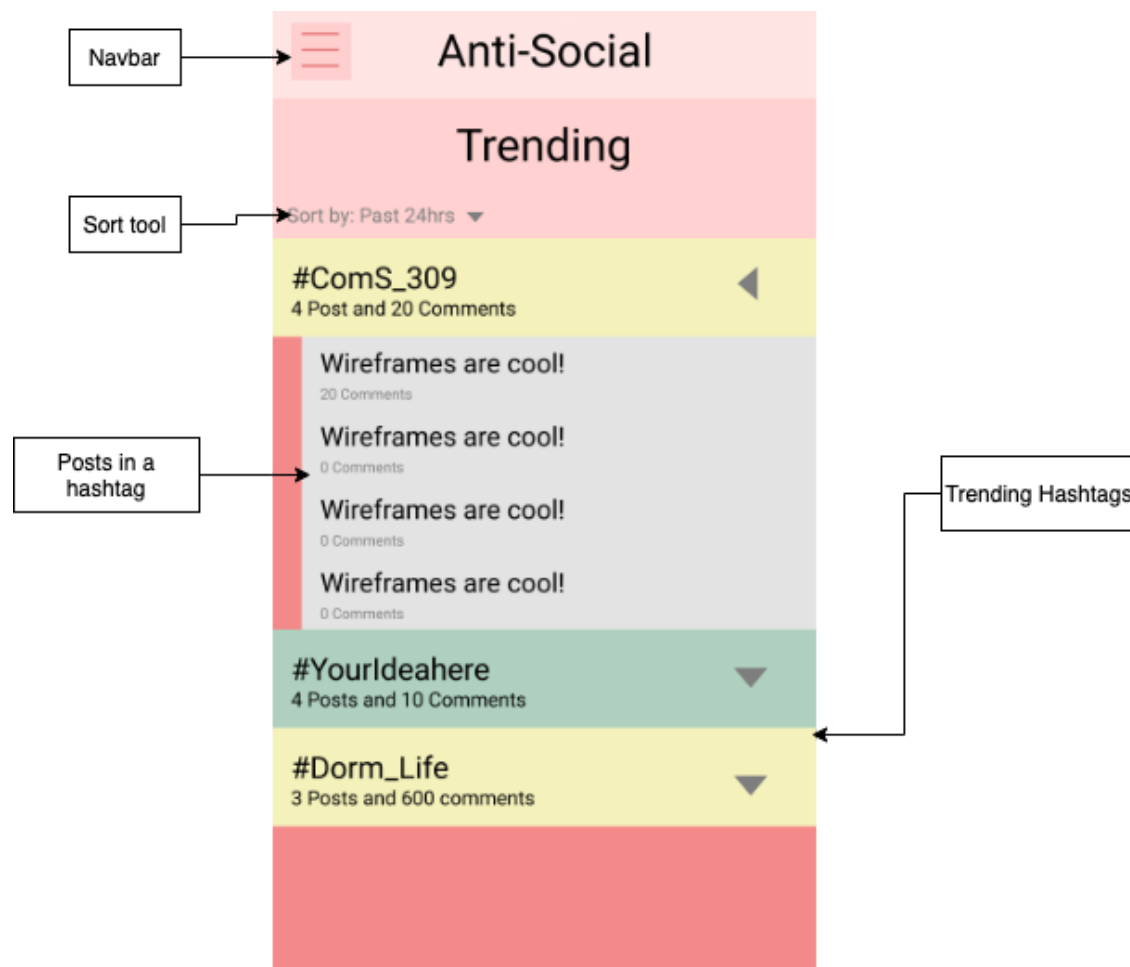 Navbar
Anti-Social
Trending
Sort tool
Sort by: Past 24hrs
#ComS_309
4 Post and 20 Comments
Wireframes are cool!
20 Comments
Wireframes are cool!
0 Comments
Posts in a
hashtag
Wireframes are cool!
0 Comments
Trending Hashtags
Wireframes are cool!
0 Comments
#YourIdeahere
4 Posts and 10 Comments
#Dorm_Life
3 Posts and 600 comments